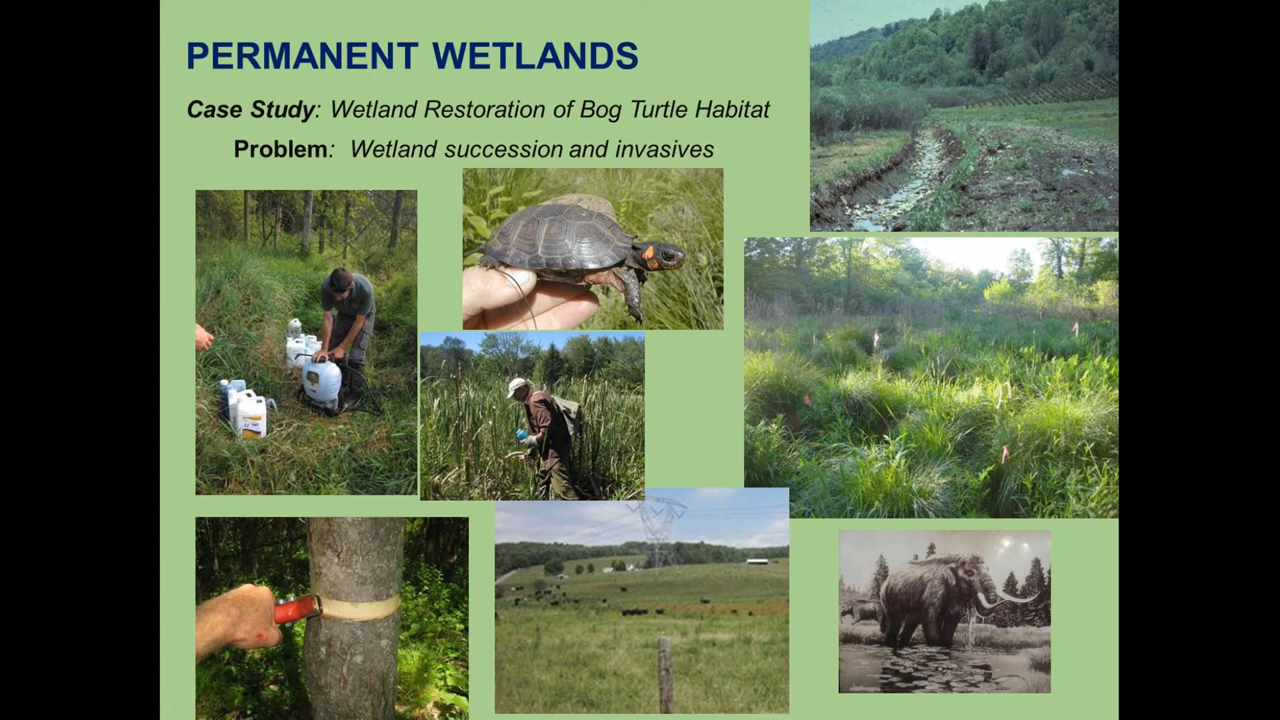 PERMANENT WETLANDS
Case Study: Wetland Restoration of Bog Turtle Habitat
Problem: Wetland succession and invasives